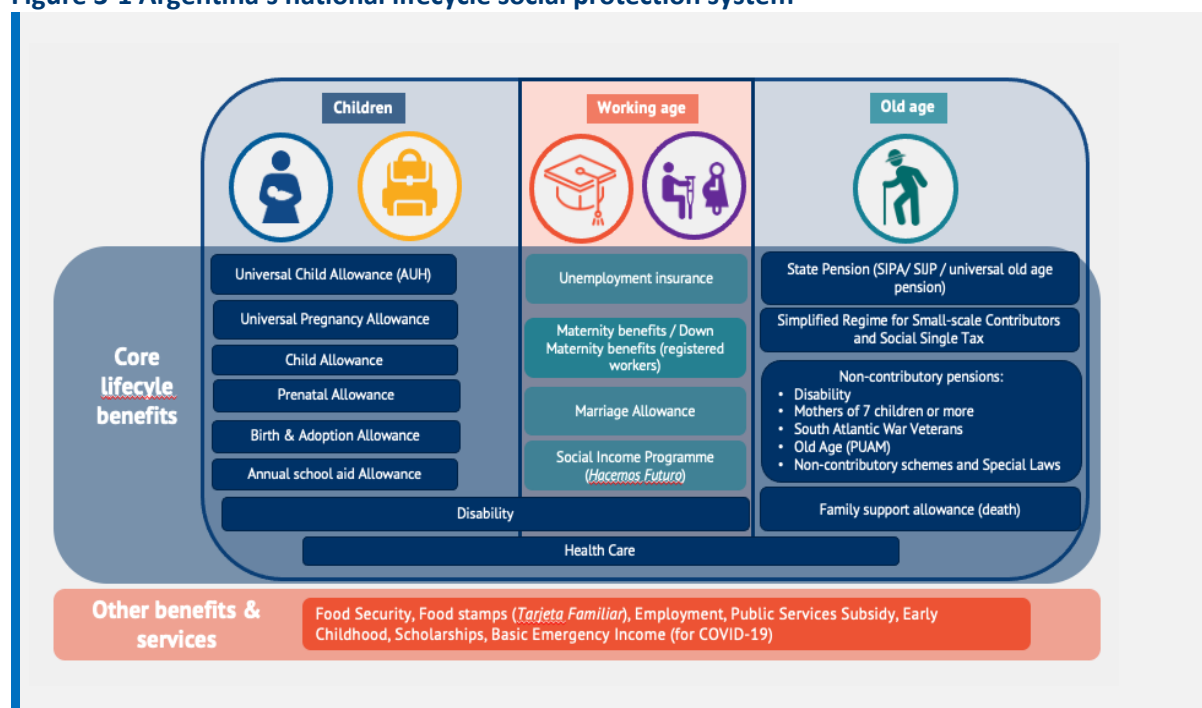 Figure 3-1 Argentina's national lifecycle social protection system
Children
Working age
Old age
Core
lifecyle
benefits
Universal Child Allowance (AUH)
Universal Pregnancy Allowance
Child Allowance
Prenatal Allowance
Birth & Adoption Allowance
Annual school aid Allowance
Unemployment insurance
Maternity benefits / Down
Maternity benefits (registered
workers)
Marriage Allowance
Social Income Programme
(Hacemos Futuro)
State Pension (SIPA/ SIJP / universal old age
pension)
Simplified Regime for Small-scale Contributors
and Social Single Tax
Non-contributory pensions:
• Disability
• Mothers of 7 children or more
• South Atlantic War Veterans
• Old Age (PUAM)
• Non-contributory schemes and Special Laws
Family support allowance (death)
Disability
Health Care
Other benefits &
services
Food Security, Food stamps (Tarjeta Familiar), Employment, Public Services Subsidy, Early
Childhood, Scholarships, Basic Emergency Income (for COVID-19)